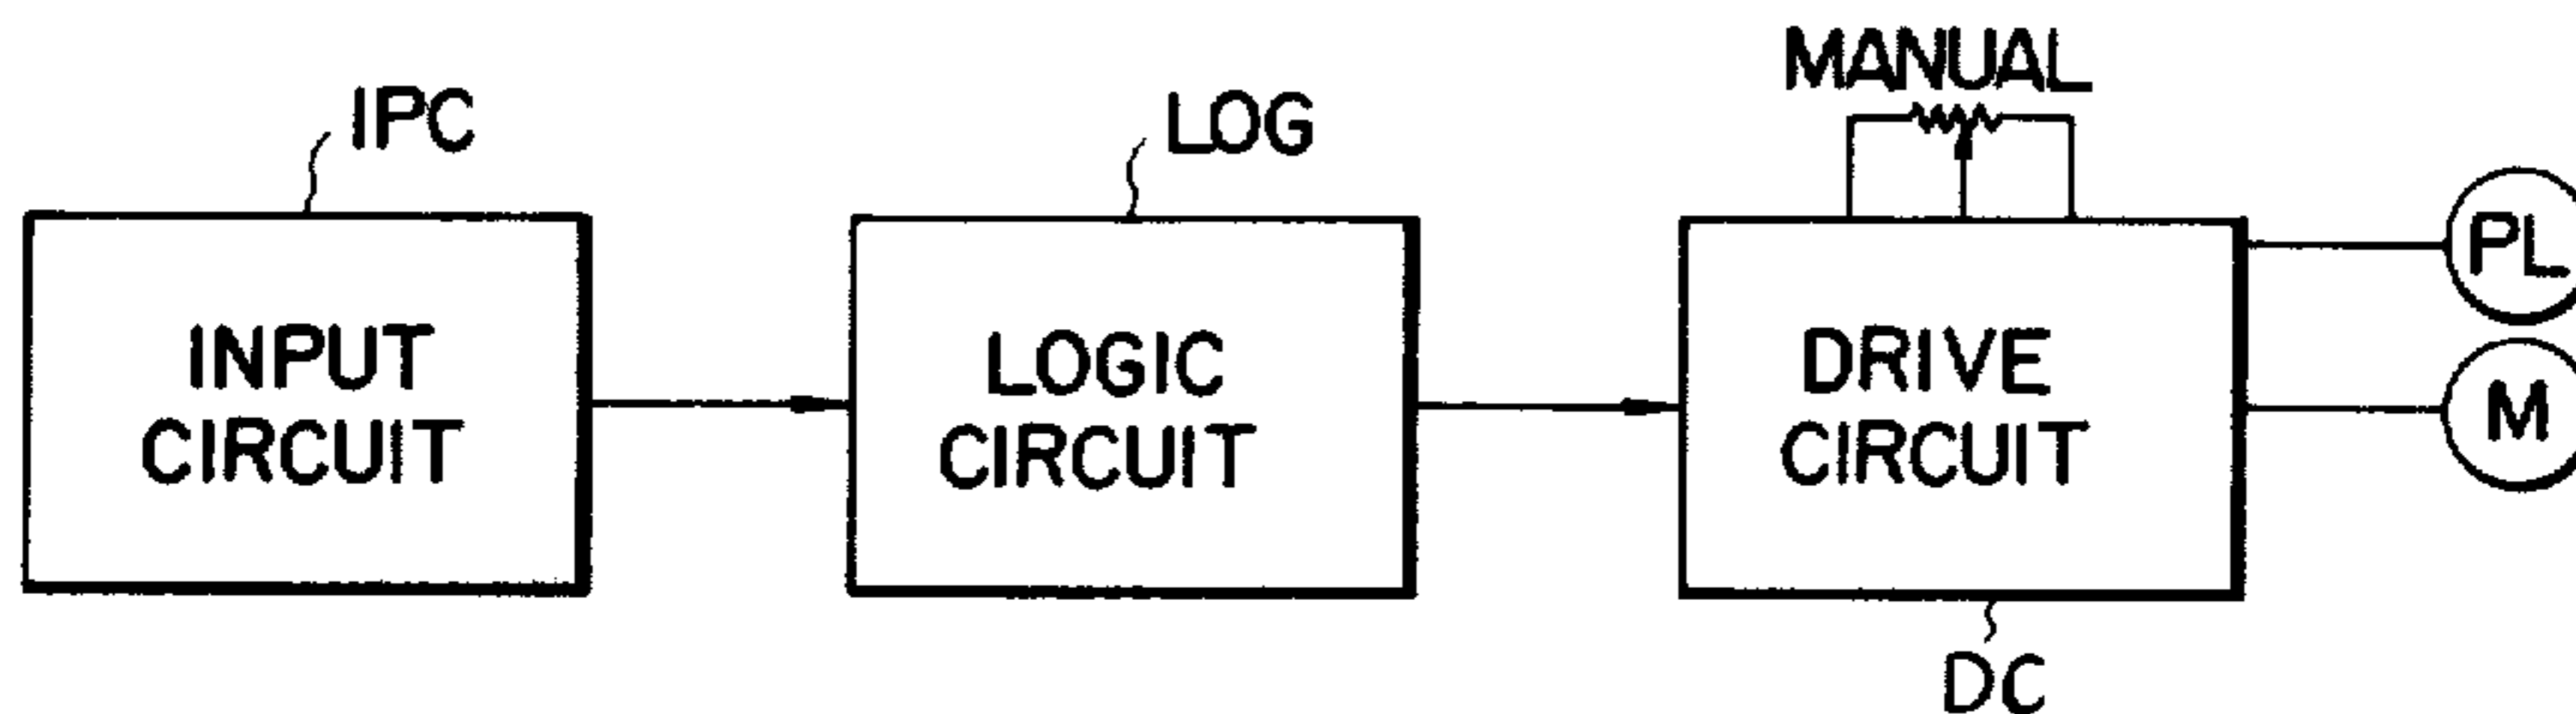 IPC
LOG
MANUAL
INPUT
CIRCUIT
LOGIC
CIRCUIT
DRIVE
CIRCUIT
PL
M
DC